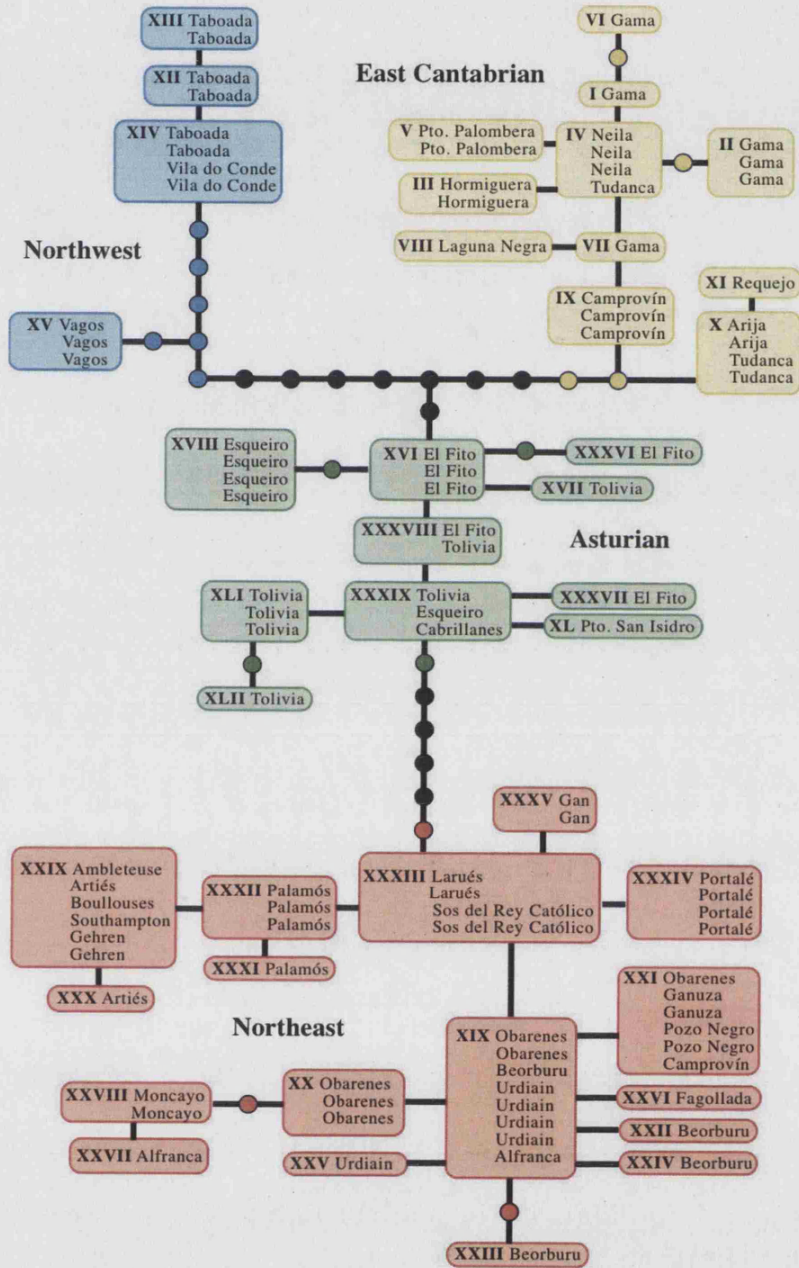 XIII Taboada
Taboada
XII Taboada
Taboada
XIV Taboada
Taboada
Vila do Conde
Vila do Conde
Northwest
XV Vagos
Vagos
Vagos
East Cantabrian
VI Gama
I Gama
V Pto. Palombera
Pto. Palombera
IV Neila
Neila
Neila
Tudanca
II Gama
Gama
Gama
III Hormiguera
Hormiguera
VIII Laguna Negra
VII Gama
IX Camprovín
Camprovín
Camprovín
XI Requejo
X Arija
Arija
Tudanca
Tudanca
XVIII Esqueiro
Esqueiro
Esqueiro
Esqueiro
XVI El Fito
El Fito
El Fito
XXXVI El Fito
XVII Tolivia
XXXVIII El Fito
Tolivia
Asturian
XLI Tolivia
Tolivia
Tolivia
XXXIX Tolivia
Esqueiro
Cabrillanes
XXXVII El Fito
XL Pto. San Isidro
XLII Tolivia
XXXV Gan
Gan
XXIX Ambleteuse
Artiés
Boullouses
Southampton
Gehren
Gehren
XXXII Palamós
Palamós
Palamós
XXXIII Larués
Larués
Sos del Rey Católico
Sos del Rey Católico
XXXIV Portalé
Portalé
Portalé
Portalé
XXX Artiés
XXXI Palamós
Northeast
XXI Obarenes
Ganuza
Ganuza
Pozo Negro
Pozo Negro
Camprovín
XIX Obarenes
Obarenes
Beorburu
Urdiain
Urdiain
Urdiain
Urdiain
Alfranca
XXVIII Moncayo
Moncayo
XX Obarenes
Obarenes
Obarenes
XXVI Fagollada
XXII Beorburu
XXVII Alfranca
XXV Urdiain
XXIV Beorburu
XXIII Beorburu